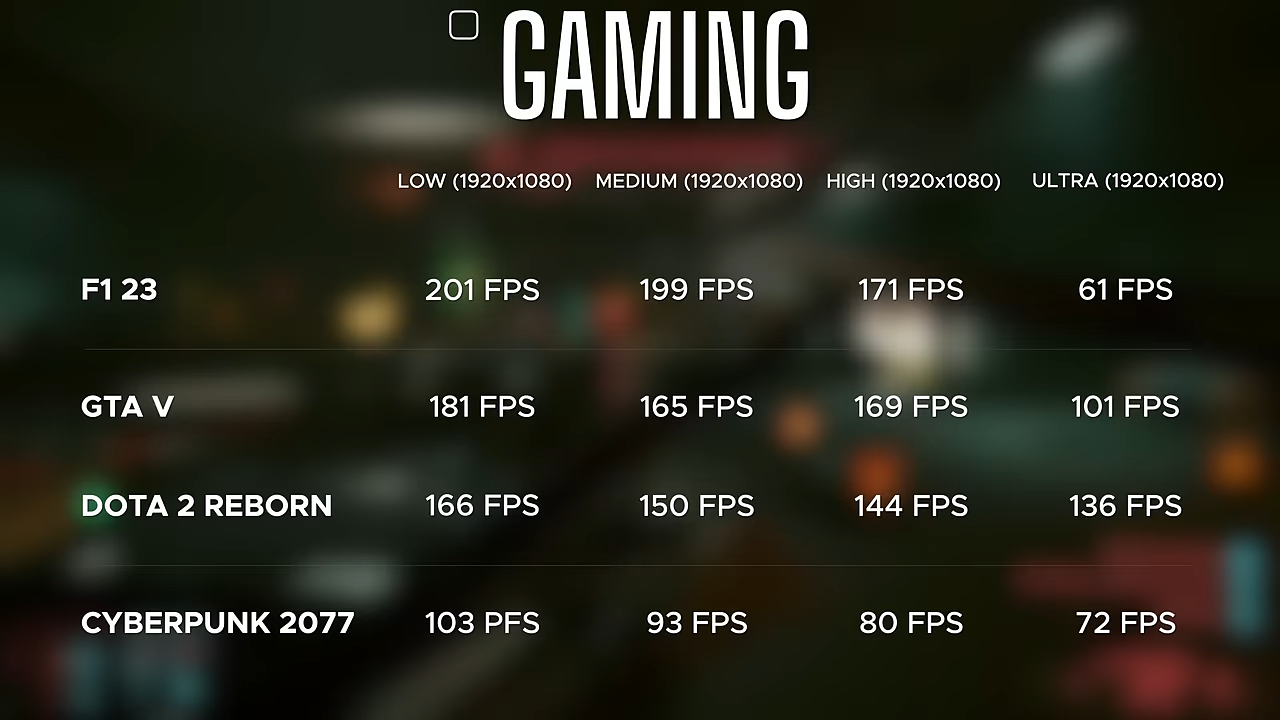 GAMING
LOW (1920x1080) MEDIUM (1920x1080) HIGH (1920x1080) ULTRA (1920x1080)
F1 23 201 FPS 199 FPS 171 FPS 61 FPS
GTA V 181 FPS 165 FPS 169 FPS 101 FPS
DOTA 2 REBORN 166 FPS 150 FPS 144 FPS 136 FPS
CYBERPUNK 2077 103 PFS 93 FPS 80 FPS 72 FPS